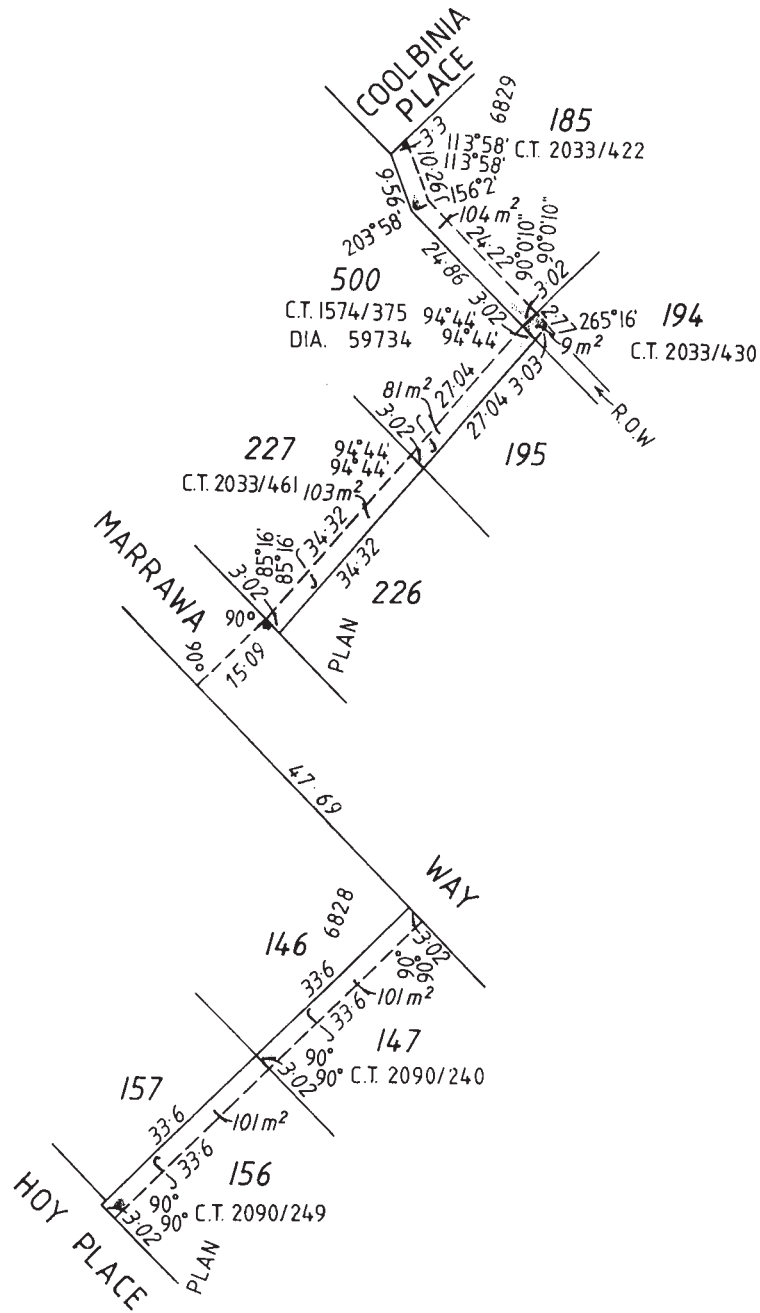 COOLBINIA
PLACE
6829
185
C.T. 2033/422
3·3
113°58'
113°58'
10·26
156°2'
9·56
203°58'
104 m²
24·22
24·86
90°0'10"
90°0'10"
3·02
500
C.T. 1574/375
DIA. 59734
3·02
94°44'
94°44'
2·77
265°16'
9 m²
194
C.T. 2033/430
R.O.W
3·03
81 m²
27·04
27·04
3·02
195
227
94°44'
94°44'
C.T. 2033/461
103 m²
34·32
34·32
85°16'
85°16'
3·02
226
MARRAWA
90°
90°
15·09
PLAN
47·69
WAY
6828
146
33·6
3·02
90°
90°
101 m²
33·6
147
C.T. 2090/240
90°
90°
3·02
157
33·6
101 m²
33·6
156
90°
90°
C.T. 2090/249
3·02
HOY PLACE
PLAN